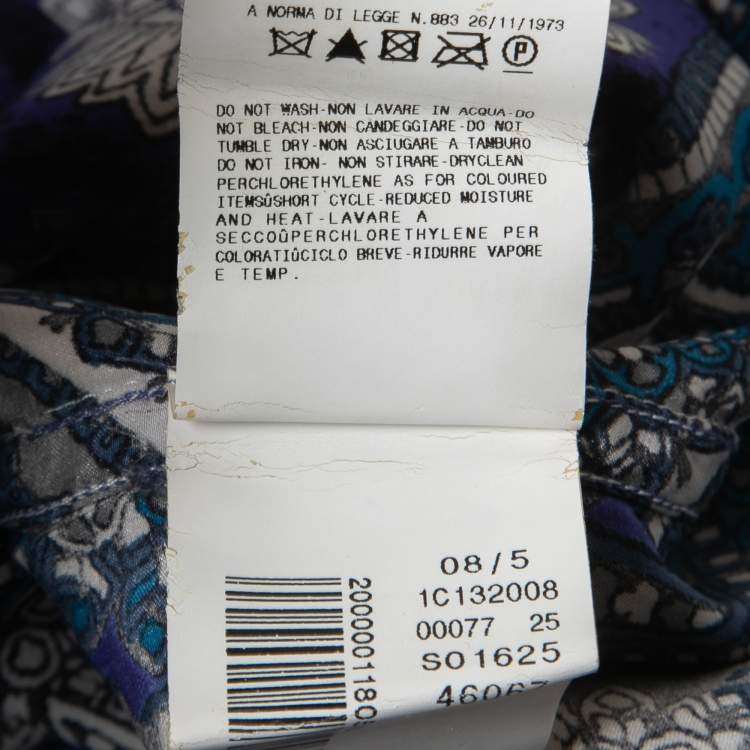 A NORMA DI LEGGE N.883 26/11/1973
P
DO NOT WASH-NON LAVARE IN ACQUA-DO
NOT BLEACH-NON CANDEGGIARE-DO NOT
TUMBLE DRY-NON ASCIUGARE A TAMBURO
DO NOT IRON- NON STIRARE-DRYCLEAN
PERCHLORETHYLENE AS FOR COLOURED
ITEMSÛSHORT CYCLE-REDUCED MOISTURE
AND HEAT-LAVARE A
SECCOÛPERCHLORETHYLENE PER
COLORATIÛCICLO BREVE-RIDURRE VAPORE
E TEMP.
08/5
1C132008
00077 25
SO1625
2000001180